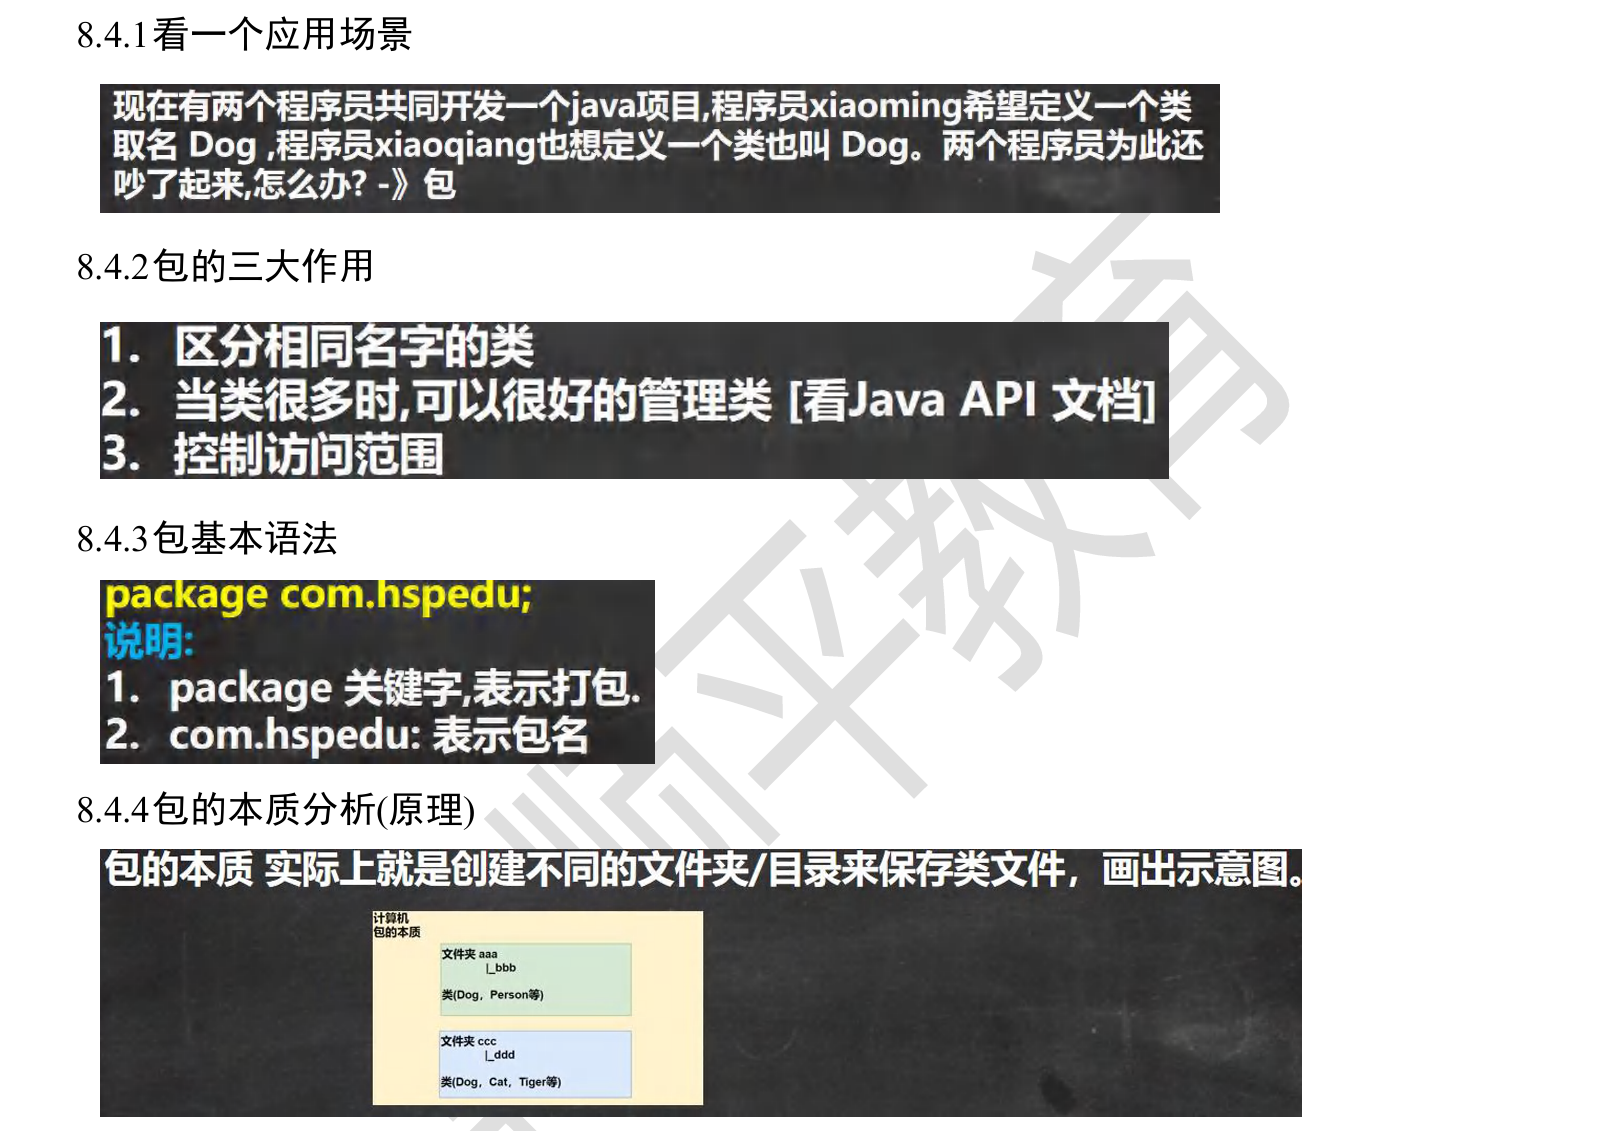 8.4.1看一个应用场景
现在有两个程序员共同开发一个java项目,程序员xiaoming希望定义一个类
取名 Dog ,程序员xiaoqiang也想定义一个类也叫 Dog。两个程序员为此还
吵了起来,怎么办? -》包
8.4.2包的三大作用
1. 区分相同名字的类
2. 当类很多时,可以很好的管理类 [看Java API 文档]
3. 控制访问范围
8.4.3包基本语法
package com.hspedu;
说明:
1. package 关键字,表示打包.
2. com.hspedu: 表示包名
8.4.4包的本质分析(原理)
包的本质 实际上就是创建不同的文件夹/目录来保存类文件，画出示意图。
计算机
包的本质
文件夹 aaa
|_bbb
类(Dog，Person等)
文件夹 ccc
|_ddd
类(Dog，Cat，Tiger等)
顺平教育